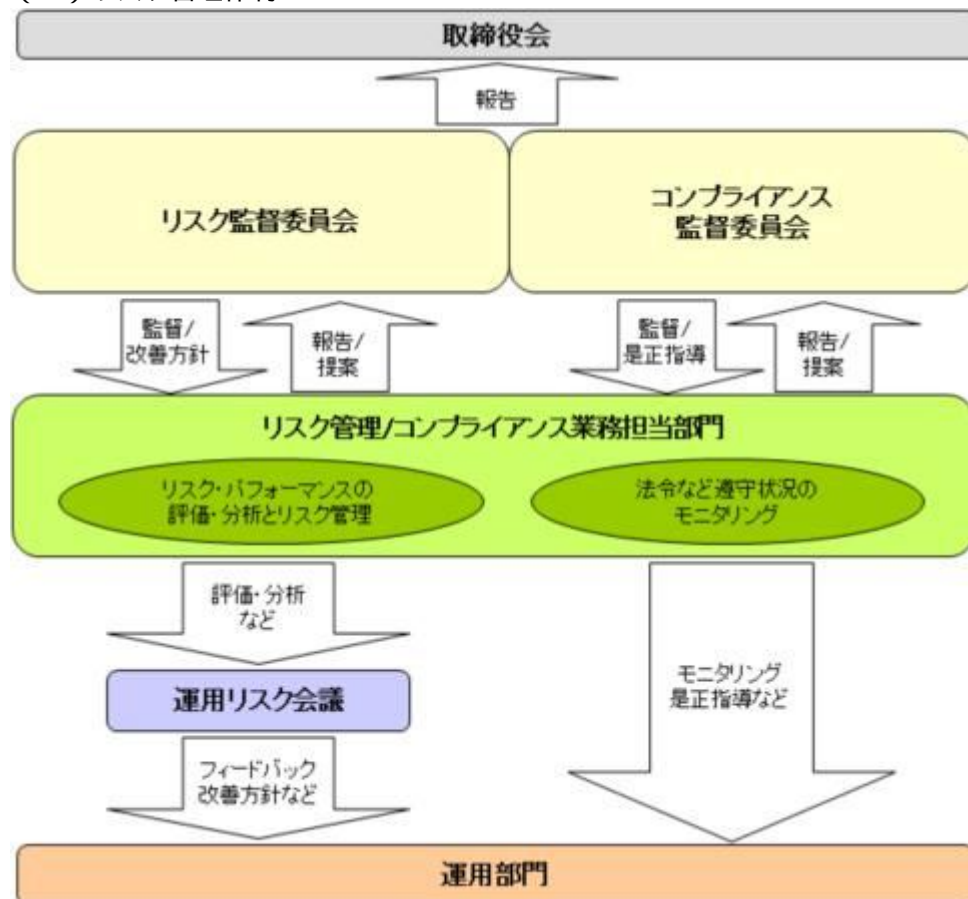 取締役会
報告
リスク監督委員会
コンプライアンス
監督委員会
監督/
改善方針
報告/
提案
監督/
是正指導
報告/
提案
リスク管理/コンプライアンス業務担当部門
リスク・パフォーマンスの
評価・分析とリスク管理
法令など遵守状況の
モニタリング
評価・分析
など
運用リスク会議
モニタリング
是正指導など
フィードバック
改善方針など
運用部門